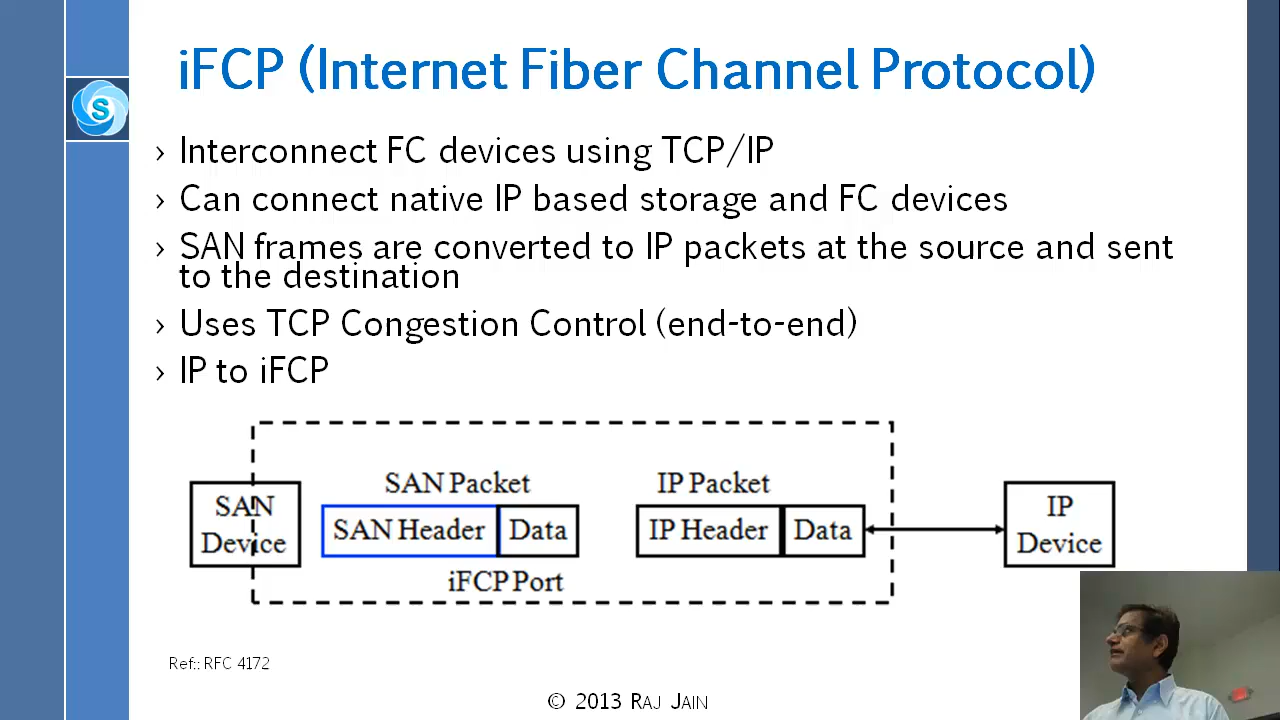 iFCP (Internet Fiber Channel Protocol)
S
› Interconnect FC devices using TCP/IP
› Can connect native IP based storage and FC devices
› SAN frames are converted to IP packets at the source and sent
to the destination
› Uses TCP Congestion Control (end-to-end)
› IP to iFCP
SAN Packet
IP Packet
SAN
Device
SAN Header
Data
IP Header
Data
IP
Device
iFCP Port
Ref:: RFC 4172
© 2013 RAJ JAIN